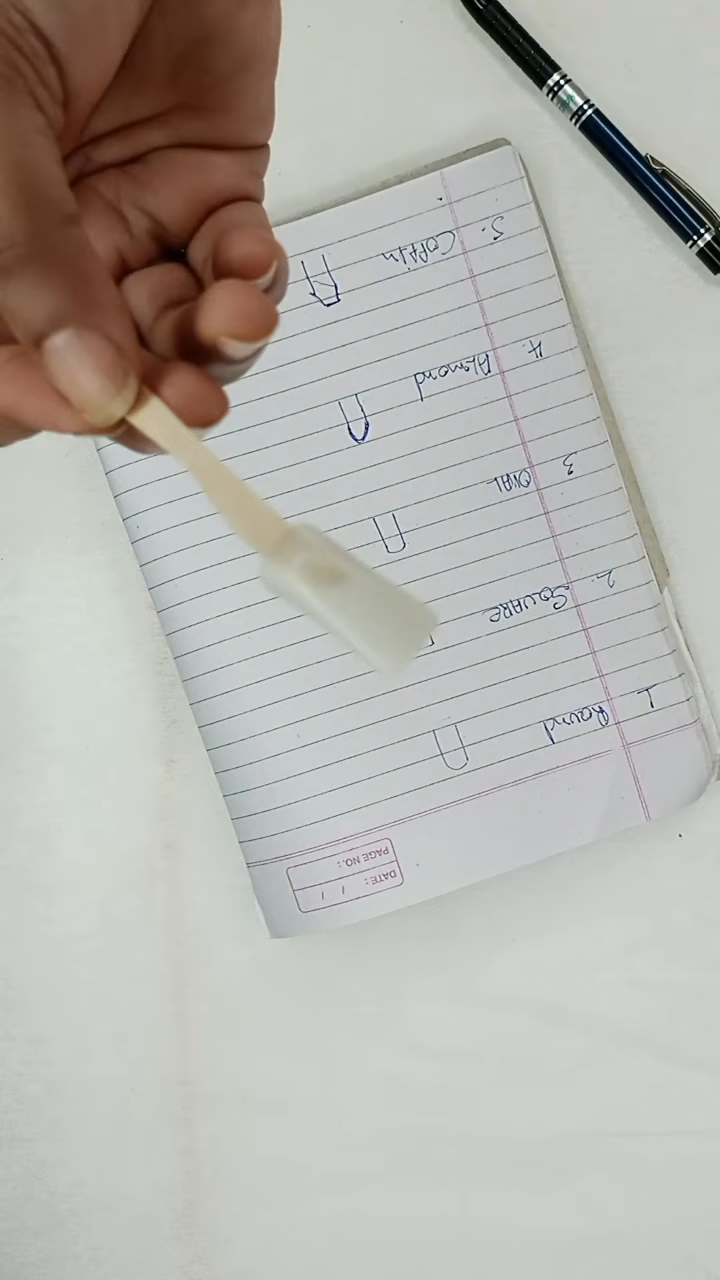 DATE: / /
PAGE NO.:
1. Round
2. SQUARE
3 OVAL
4. Almond
5. Coffin